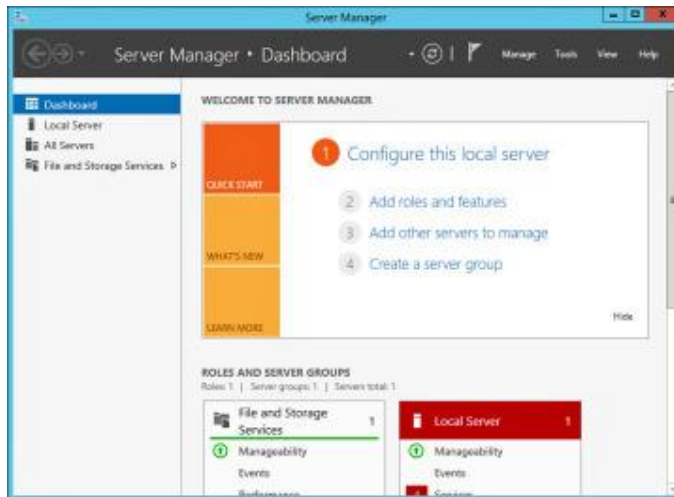 Server Manager
Server Manager • Dashboard
Manage Tools View Help
Dashboard
Local Server
All Servers
File and Storage Services
WELCOME TO SERVER MANAGER
QUICK START
WHAT'S NEW
LEARN MORE
1 Configure this local server
2 Add roles and features
3 Add other servers to manage
4 Create a server group
Hide
ROLES AND SERVER GROUPS
Roles: 1 | Server groups: 1 | Servers total: 1
File and Storage Services 1
Manageability
Events
Performance
Local Server 1
Manageability
Events
4 Services